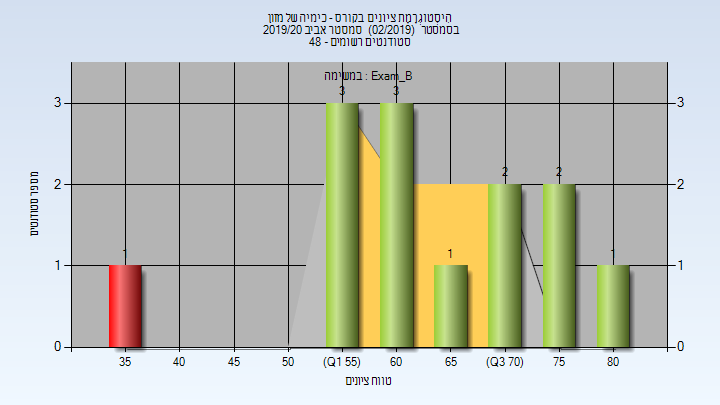 היסטוגרמת ציונים בקורס - כימיה של מזון
בסמסטר (02/2019) סמסטר אביב 2019/20
סטודנטים רשומים - 48
במשימה : Exam_B
3 3
3 3
2 2
2 2
1 1 1
1 1
0 0
35 40 45 50 (Q1 55) 60 65 (Q3 70) 75 80
טווח ציונים
מספר סטודנטים